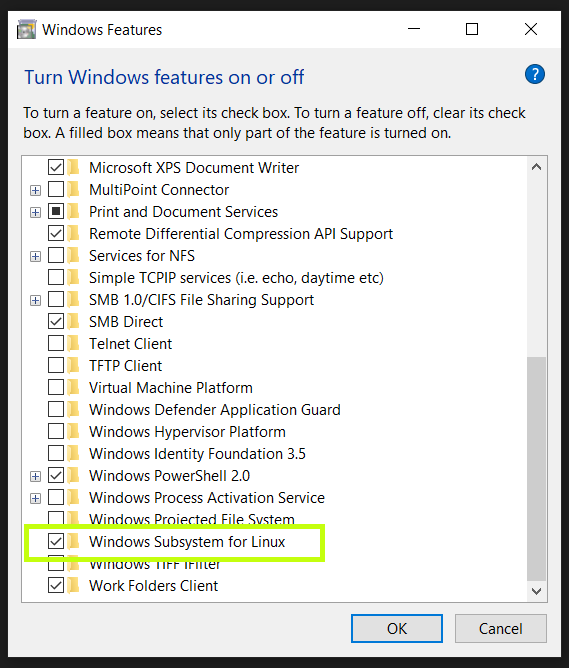 Windows Features
Turn Windows features on or off
?
To turn a feature on, select its check box. To turn a feature off, clear its check
box. A filled box means that only part of the feature is turned on.
Microsoft XPS Document Writer
MultiPoint Connector
Print and Document Services
Remote Differential Compression API Support
Services for NFS
Simple TCPIP services (i.e. echo, daytime etc)
SMB 1.0/CIFS File Sharing Support
SMB Direct
Telnet Client
TFTP Client
Virtual Machine Platform
Windows Defender Application Guard
Windows Hypervisor Platform
Windows Identity Foundation 3.5
Windows PowerShell 2.0
Windows Process Activation Service
Windows Projected File System
Windows Subsystem for Linux
Windows TIFF IFilter
Work Folders Client
OK
Cancel